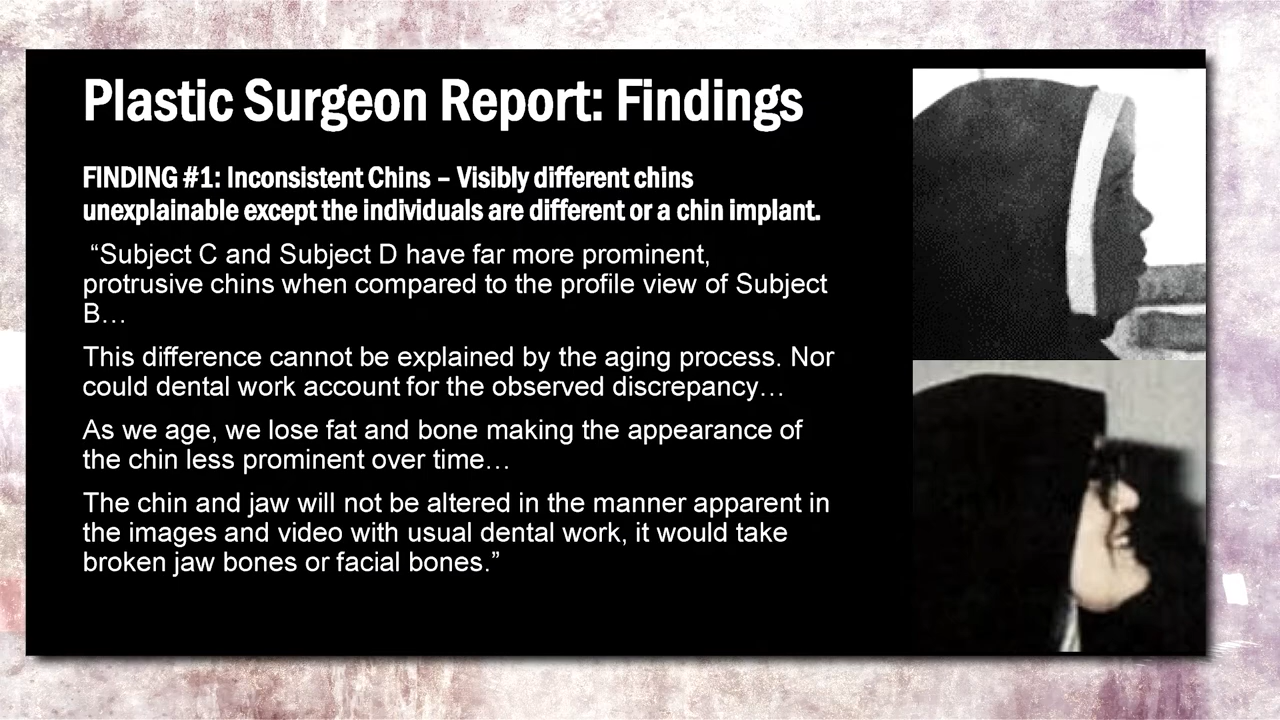 Plastic Surgeon Report: Findings
FINDING #1: Inconsistent Chins – Visibly different chins
unexplainable except the individuals are different or a chin implant.
“Subject C and Subject D have far more prominent,
protrusive chins when compared to the profile view of Subject
B…
This difference cannot be explained by the aging process. Nor
could dental work account for the observed discrepancy…
As we age, we lose fat and bone making the appearance of
the chin less prominent over time…
The chin and jaw will not be altered in the manner apparent in
the images and video with usual dental work, it would take
broken jaw bones or facial bones.”